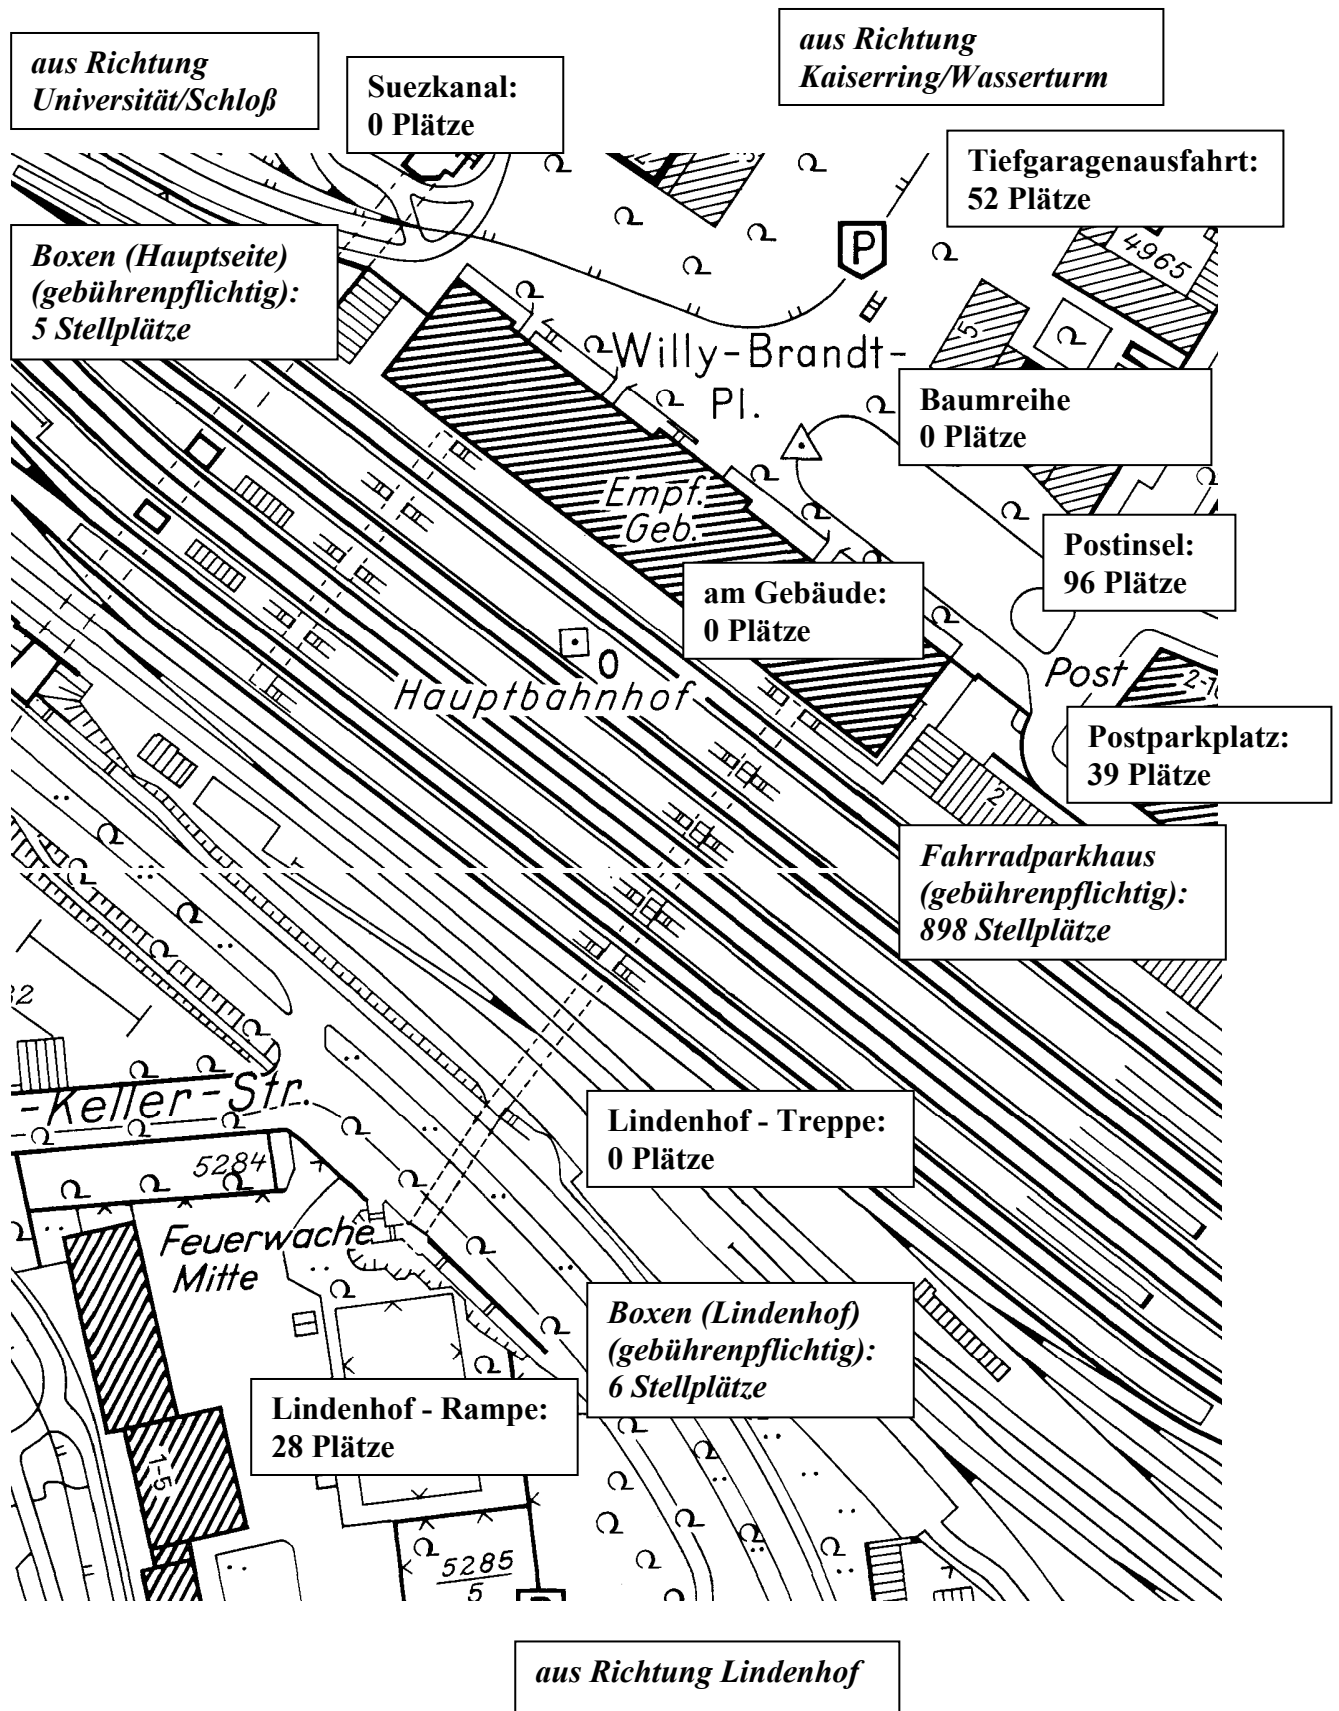 aus Richtung
Universität/Schloß
Suezkanal:
0 Plätze
aus Richtung
Kaiserring/Wasserturm
Tiefgaragenausfahrt:
52 Plätze
Boxen (Hauptseite)
(gebührenpflichtig):
5 Stellplätze
P
4965
5
Willy-Brandt-
Pl.
Baumreihe
0 Plätze
Empf.
Geb.
Postinsel:
96 Plätze
am Gebäude:
0 Plätze
Hauptbahnhof
Post
Postparkplatz:
39 Plätze
2
Fahrradparkhaus
(gebührenpflichtig):
898 Stellplätze
-Keller-Str.
Lindenhof - Treppe:
0 Plätze
5284
Feuerwache
Mitte
Boxen (Lindenhof)
(gebührenpflichtig):
6 Stellplätze
Lindenhof - Rampe:
28 Plätze
1-5
5285
5
aus Richtung Lindenhof